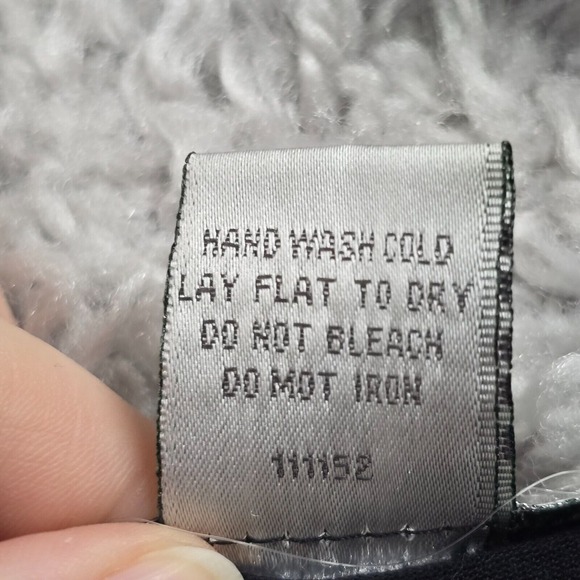 HAND WASH COLD
LAY FLAT TO DRY
DO NOT BLEACH
DO NOT IRON
111152